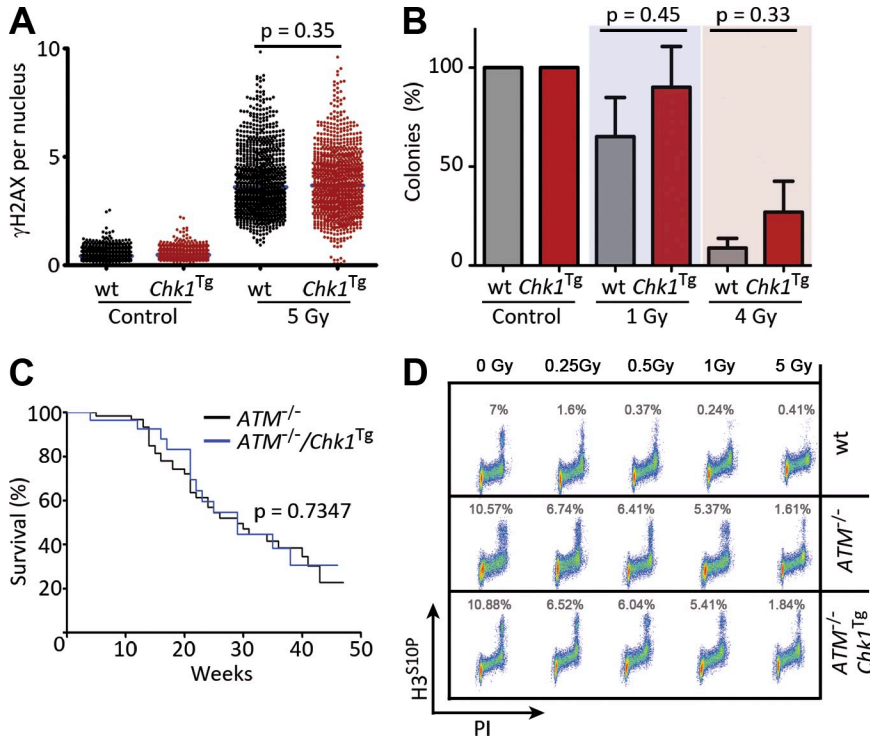 A
p = 0.35
10
5
0
γH2AX per nucleus
wt Chk1Tg wt Chk1Tg
Control 5 Gy
B
p = 0.45 p = 0.33
100
50
0
Colonies (%)
wt Chk1Tg wt Chk1Tg wt Chk1Tg
Control 1 Gy 4 Gy
C
100
80
60
40
20
0 10 20 30 40 50
Survival (%)
Weeks
ATM-/-
ATM-/-/Chk1Tg
p = 0.7347
D
0 Gy 0.25Gy 0.5Gy 1Gy 5 Gy
7% 1.6% 0.37% 0.24% 0.41%
wt
10.57% 6.74% 6.41% 5.37% 1.61%
ATM-/-
10.88% 6.52% 6.04% 5.41% 1.84%
ATM-/-
Chk1Tg
H3S10P
PI